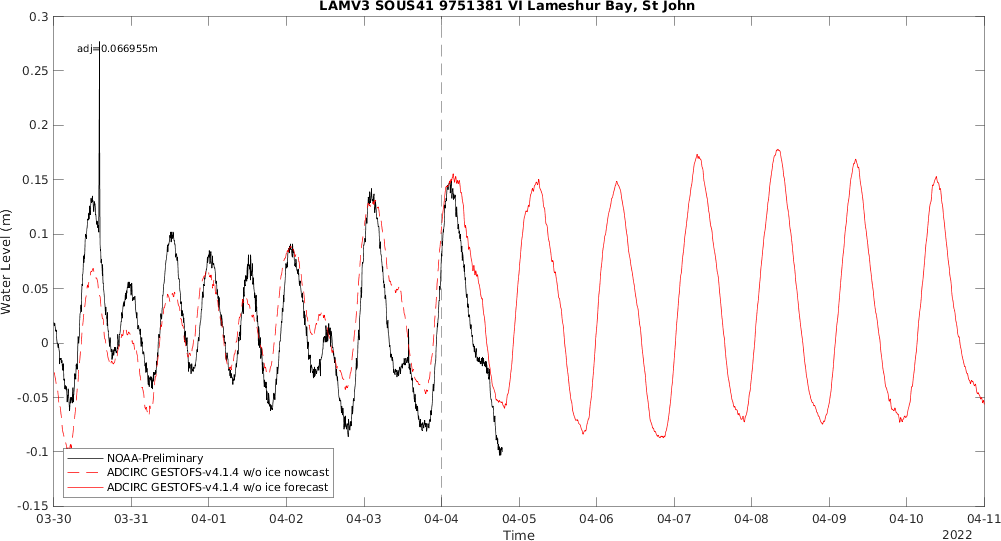 LAMV3 SOUS41 9751381 VI Lameshur Bay, St John
0.3
0.25
0.2
0.15
0.1
0.05
0
-0.05
-0.1
-0.15
Water Level (m)
adj=0.066955m
NOAA-Preliminary
ADCIRC GESTOFS-v4.1.4 w/o ice nowcast
ADCIRC GESTOFS-v4.1.4 w/o ice forecast
03-30 03-31 04-01 04-02 04-03 04-04 04-05 04-06 04-07 04-08 04-09 04-10 04-11
Time
2022